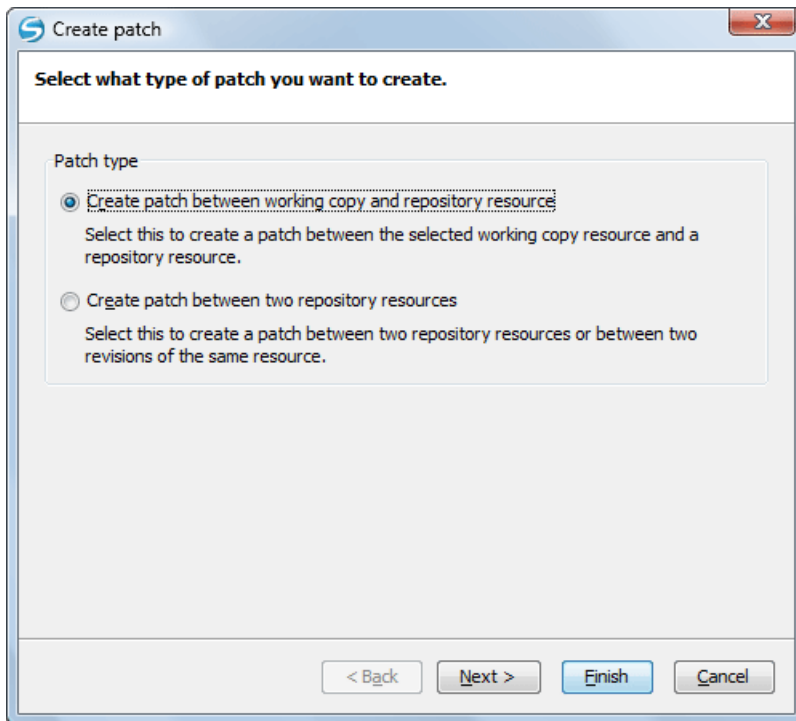 Create patch
Select what type of patch you want to create.
Patch type
Create patch between working copy and repository resource
Select this to create a patch between the selected working copy resource and a
repository resource.
Create patch between two repository resources
Select this to create a patch between two repository resources or between two
revisions of the same resource.
< Back
Next >
Finish
Cancel